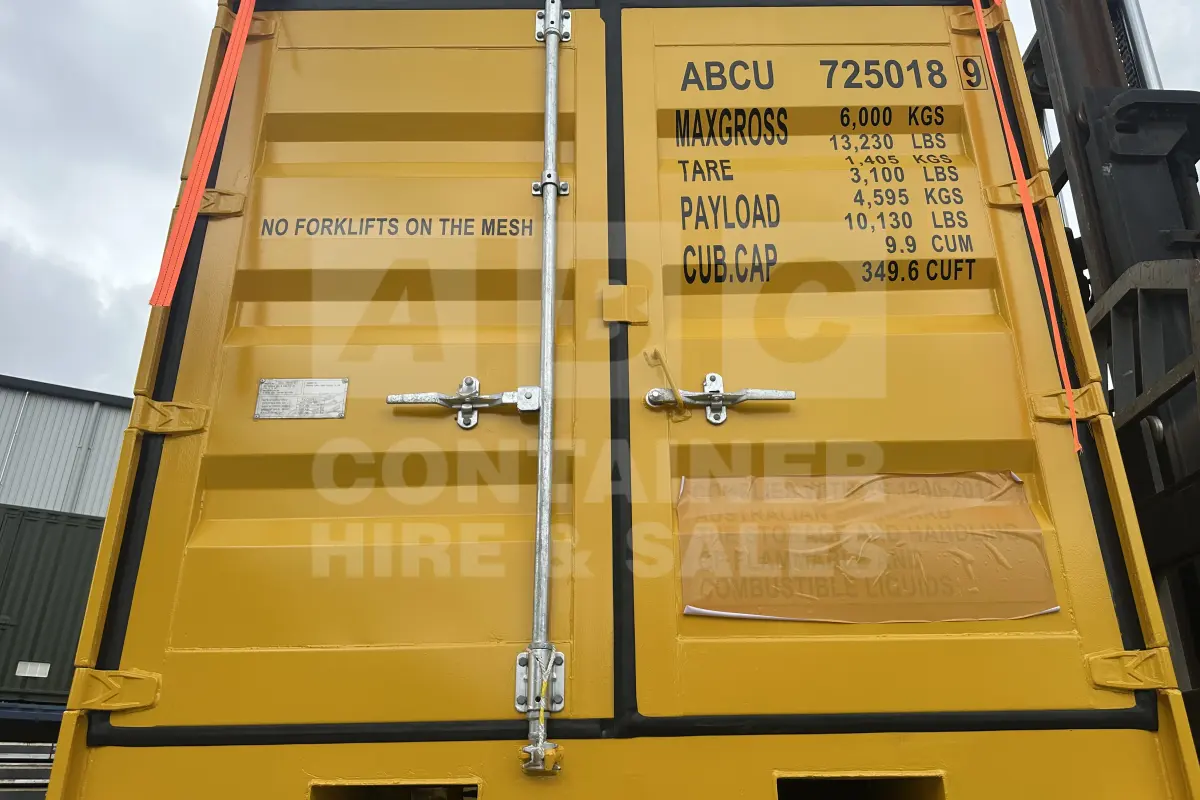 ABCU 725018 9
MAXGROSS 6,000 KGS
13,230 LBS
1,405 KGS
TARE 3,100 LBS
4,595 KGS
PAYLOAD 10,130 LBS
9.9 CUM
CUB.CAP 349.6 CUFT
NO FORKLIFTS ON THE MESH
ABC
CONTAINER
HIRE & SALES
AUSTRALIAN
HANDLING
COMBUSTIBLE LIQUIDS